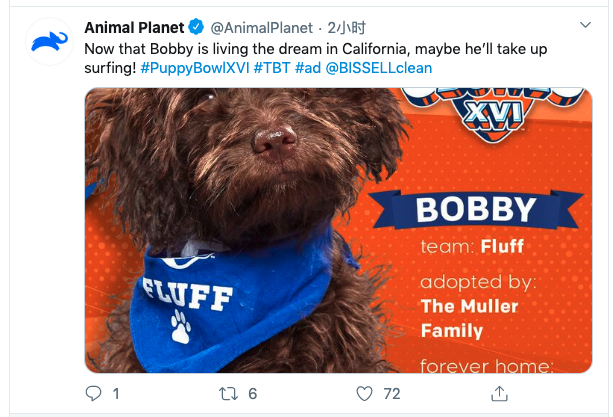 Animal Planet @AnimalPlanet · 2小时
Now that Bobby is living the dream in California, maybe he'll take up
surfing! #PuppyBowlXVI #TBT #ad @BISSELLclean
XVI
BOBBY
team: Fluff
adopted by:
The Muller
Family
forever home:
FLUFF
1 6 72